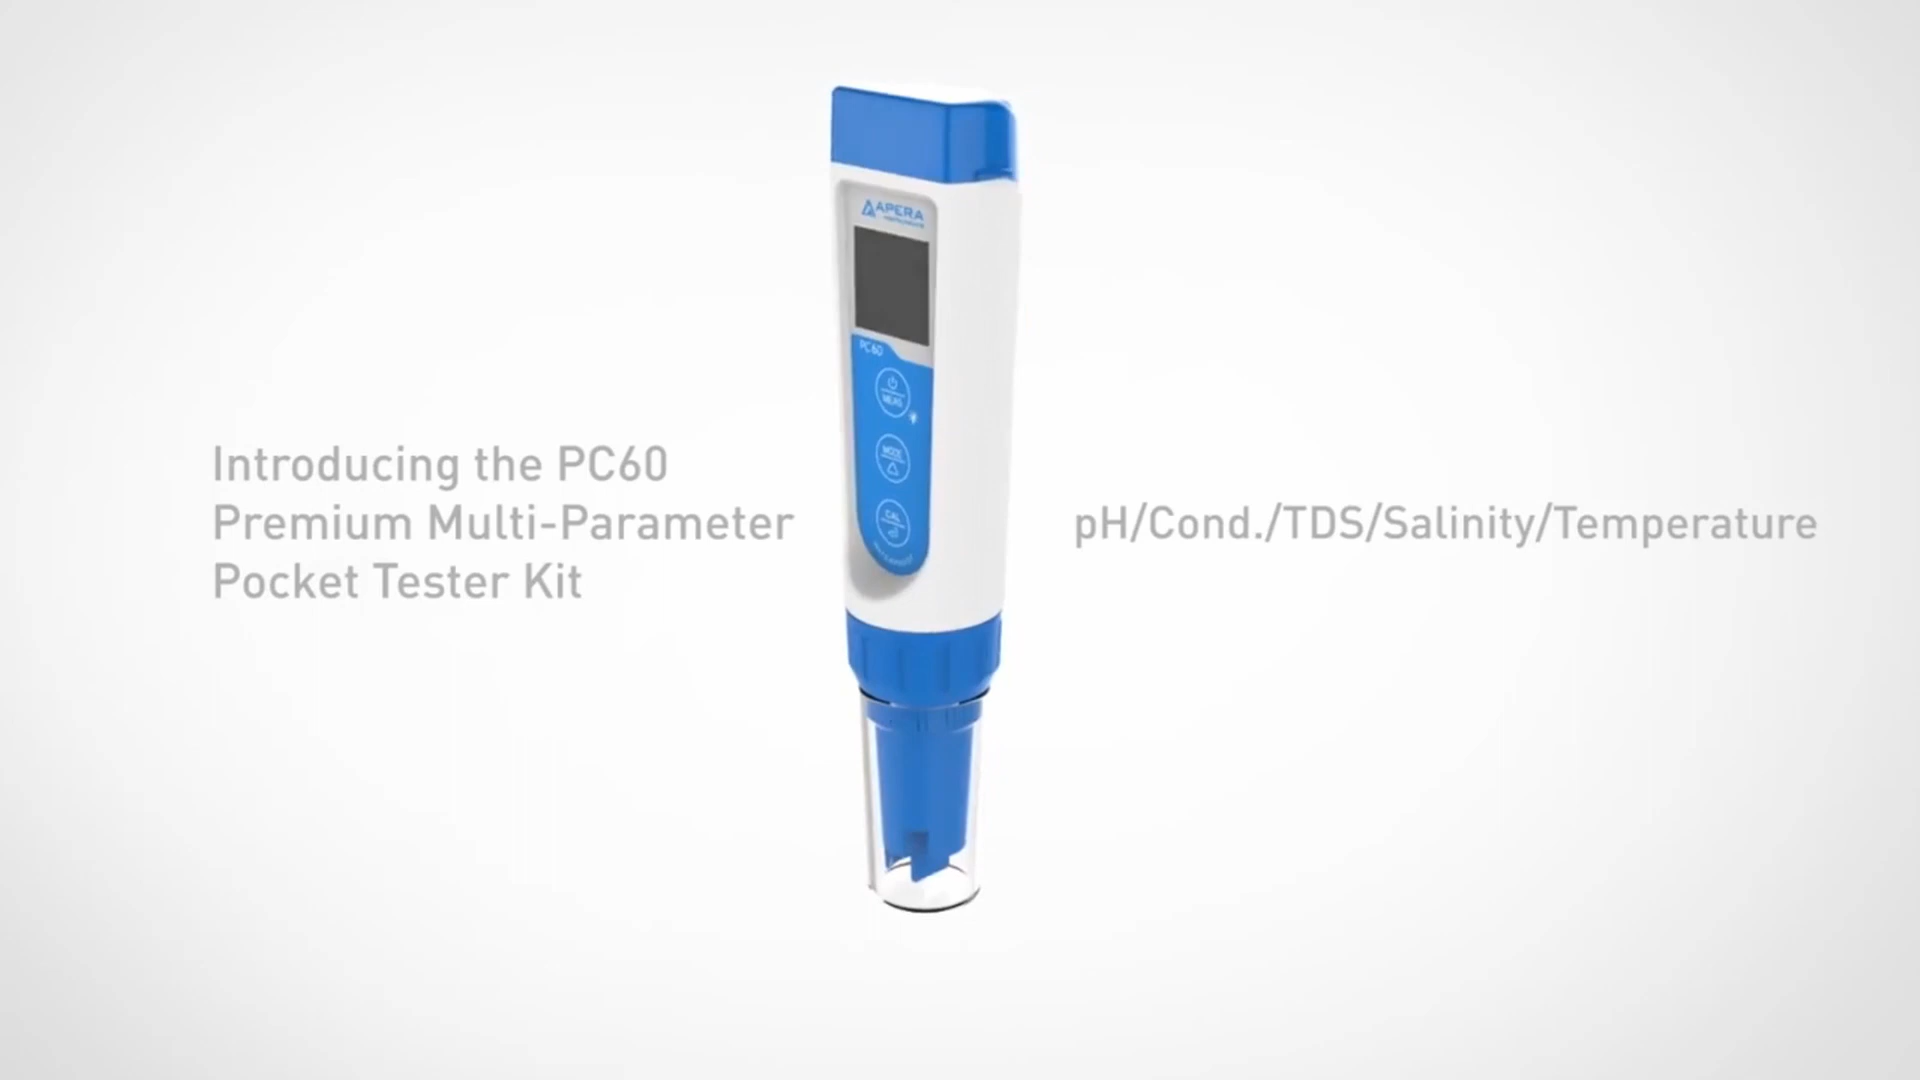 Introducing the PC60
Premium Multi-Parameter
Pocket Tester Kit
APERA
INSTRUMENTS
PC60
MEAS
MODE
CAL
pH/Cond./TDS/Salinity/Temperature